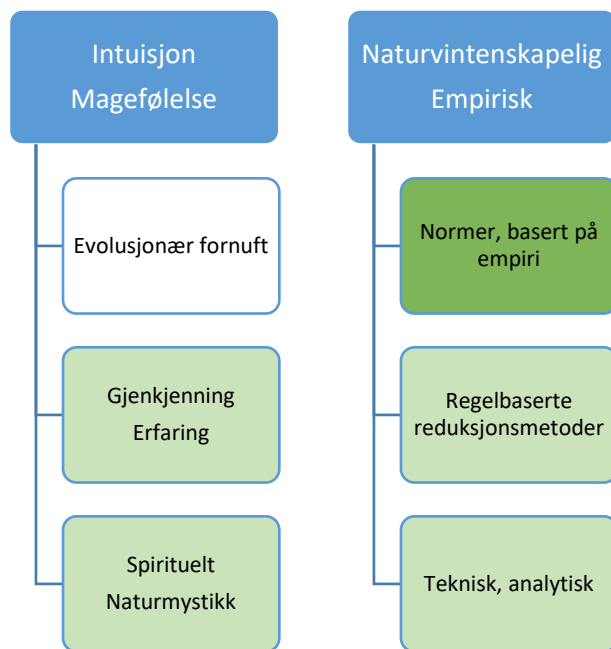 Intuisjon
Magefølelse
Evolusjonær fornuft
Gjenkjenning
Erfaring
Spirituelt
Naturmystikk
Naturvintenskapelig
Empirisk
Normer, basert på
empiri
Regelbaserte
reduksjonsmetoder
Teknisk, analytisk